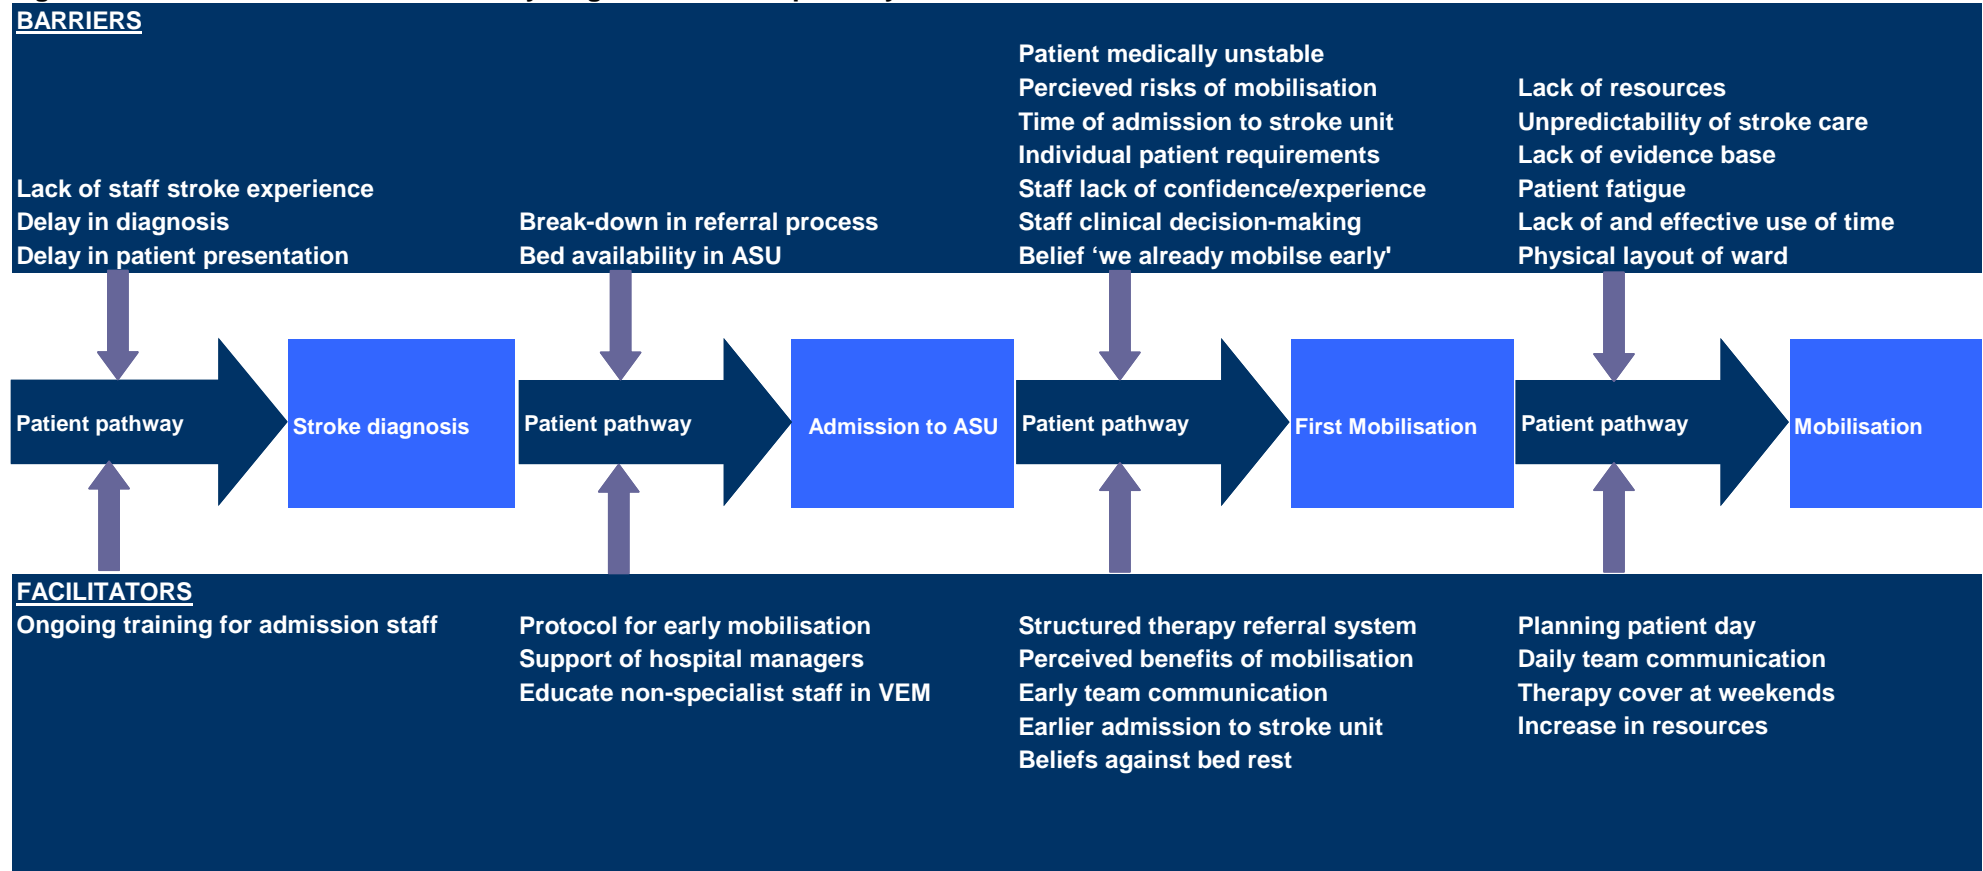 BARRIERS
Lack of staff stroke experience
Delay in diagnosis
Delay in patient presentation
Break-down in referral process
Bed availability in ASU
Patient medically unstable
Percieved risks of mobilisation
Time of admission to stroke unit
Individual patient requirements
Staff lack of confidence/experience
Staff clinical decision-making
Belief ‘we already mobilse early'
Lack of resources
Unpredictability of stroke care
Lack of evidence base
Patient fatigue
Lack of and effective use of time
Physical layout of ward
Patient pathway
Stroke diagnosis
Patient pathway
Admission to ASU
Patient pathway
First Mobilisation
Patient pathway
Mobilisation
FACILITATORS
Ongoing training for admission staff
Protocol for early mobilisation
Support of hospital managers
Educate non-specialist staff in VEM
Structured therapy referral system
Perceived benefits of mobilisation
Early team communication
Earlier admission to stroke unit
Beliefs against bed rest
Planning patient day
Daily team communication
Therapy cover at weekends
Increase in resources